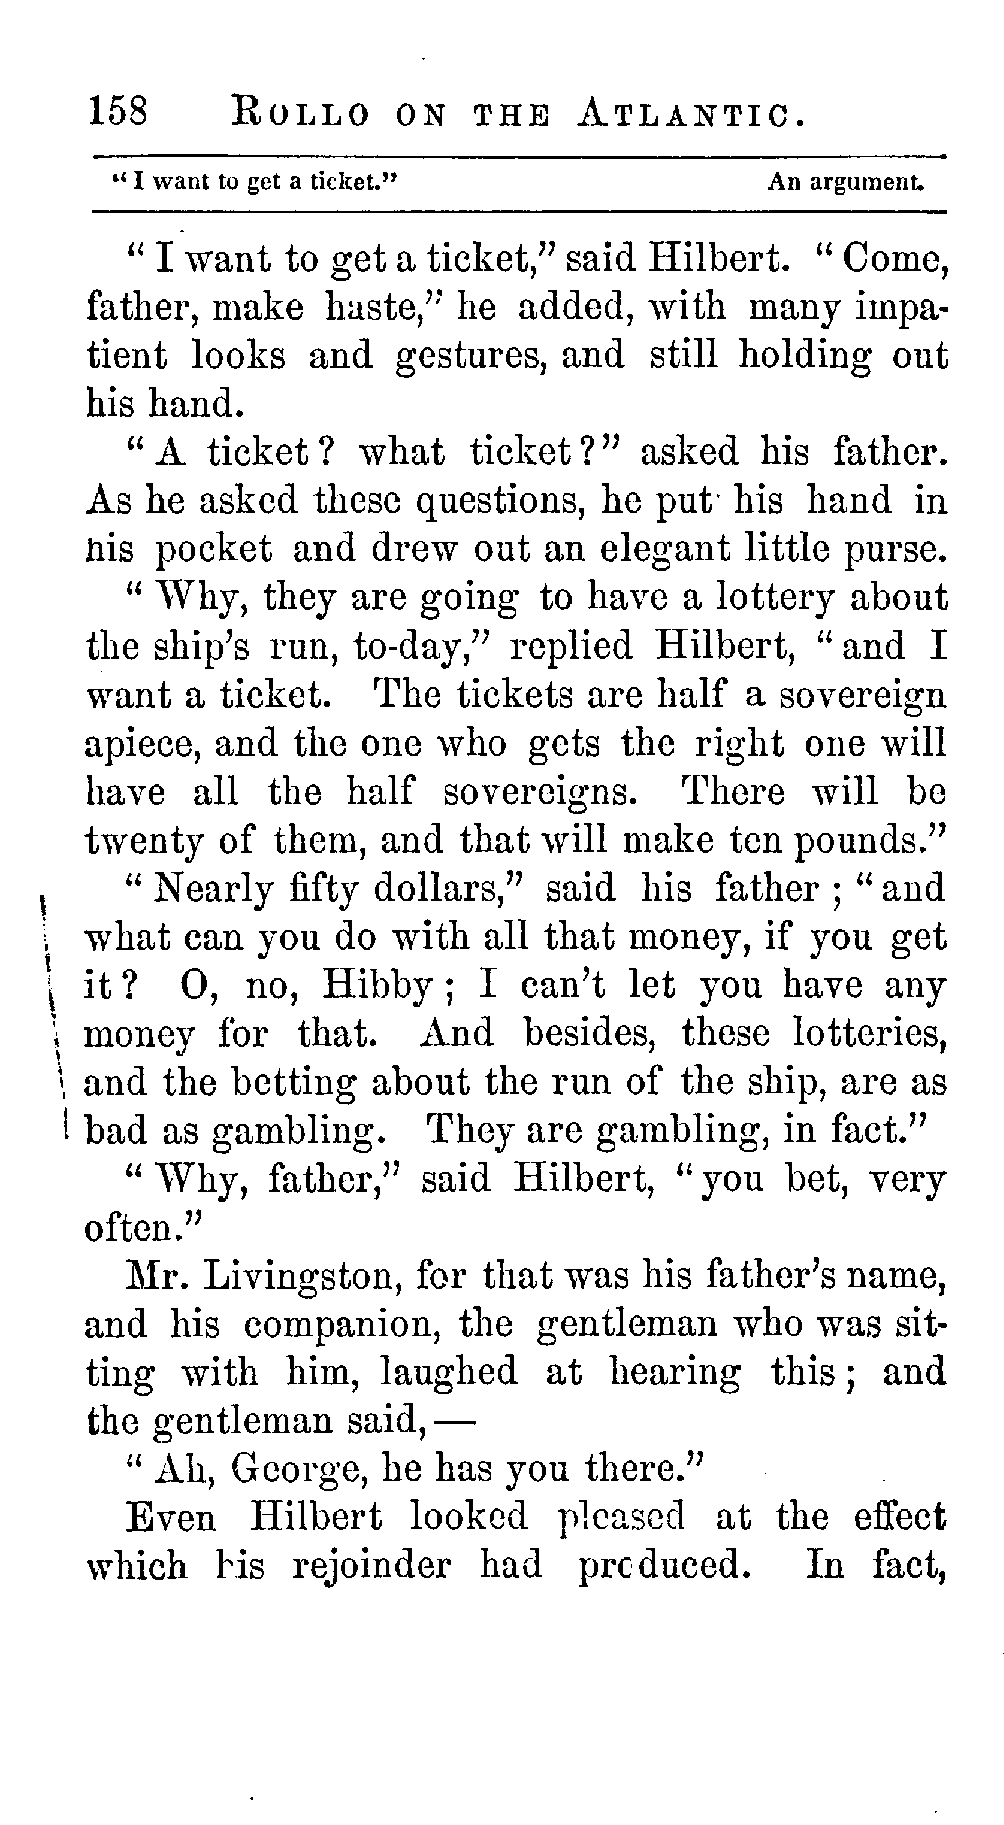 158 ROLLO ON THE ATLANTIC.
"I want to get a ticket." An argument.
"I want to get a ticket," said Hilbert. "Come,
father, make haste," he added, with many impa-
tient looks and gestures, and still holding out
his hand.
"A ticket? what ticket?" asked his father.
As he asked these questions, he put his hand in
his pocket and drew out an elegant little purse.
"Why, they are going to have a lottery about
the ship's run, to-day," replied Hilbert, "and I
want a ticket. The tickets are half a sovereign
apiece, and the one who gets the right one will
have all the half sovereigns. There will be
twenty of them, and that will make ten pounds."
"Nearly fifty dollars," said his father; "and
what can you do with all that money, if you get
it? O, no, Hibby; I can't let you have any
money for that. And besides, these lotteries,
and the betting about the run of the ship, are as
bad as gambling. They are gambling, in fact."
"Why, father," said Hilbert, "you bet, very
often."
Mr. Livingston, for that was his father's name,
and his companion, the gentleman who was sit-
ting with him, laughed at hearing this; and
the gentleman said,—
"Ah, George, he has you there."
Even Hilbert looked pleased at the effect
which his rejoinder had produced. In fact,